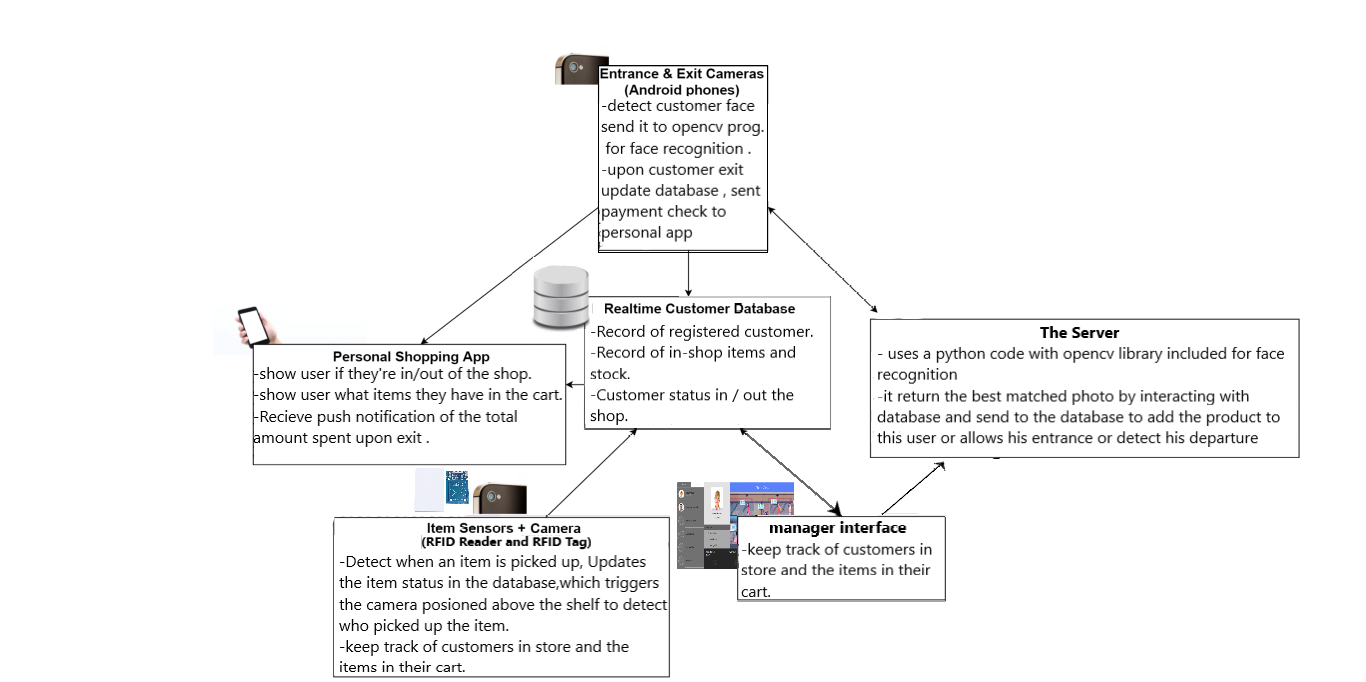 Entrance & Exit Cameras
(Android phones)
-detect customer face
send it to opencv prog.
for face recognition .
-upon customer exit
update database , sent
payment check to
personal app
Realtime Customer Database
-Record of registered customer.
-Record of in-shop items and
stock.
-Customer status in / out the
shop.
Personal Shopping App
-show user if they're in/out of the shop.
-show user what items they have in the cart.
-Recieve push notification of the total
amount spent upon exit .
The Server
- uses a python code with opencv library included for face
recognition
-it return the best matched photo by interacting with
database and send to the database to add the product to
this user or allows his entrance or detect his departure
Item Sensors + Camera
(RFID Reader and RFID Tag)
-Detect when an item is picked up, Updates
the item status in the database,which triggers
the camera posioned above the shelf to detect
who picked up the item.
-keep track of customers in store and the
items in their cart.
manager interface
-keep track of customers in
store and the items in their
cart.